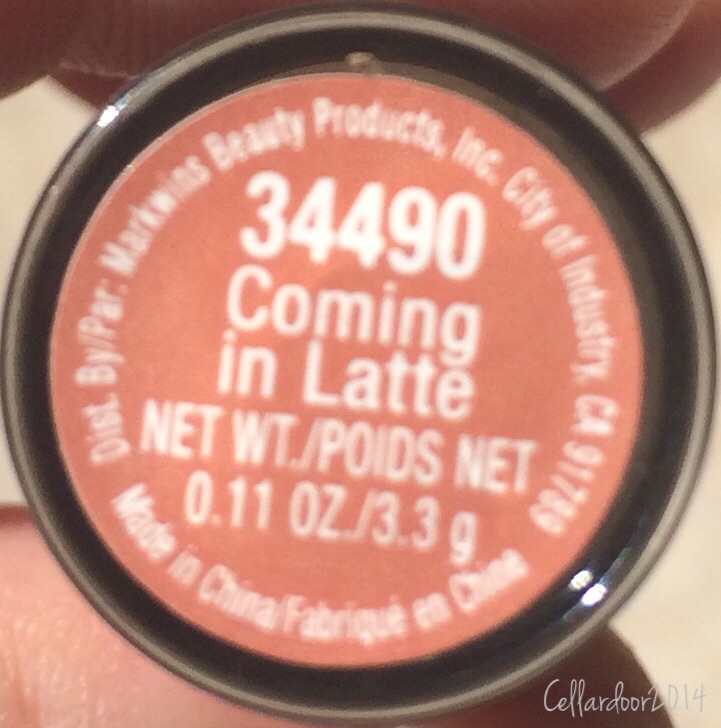 Dist. By/Par: Markwins Beauty Products, Inc. City of Industry, CA 91789
34490
Coming
in Latte
NET WT./POIDS NET
0.11 OZ./3.3 g
Made in China/Fabriqué en Chine
Cellardoor2014